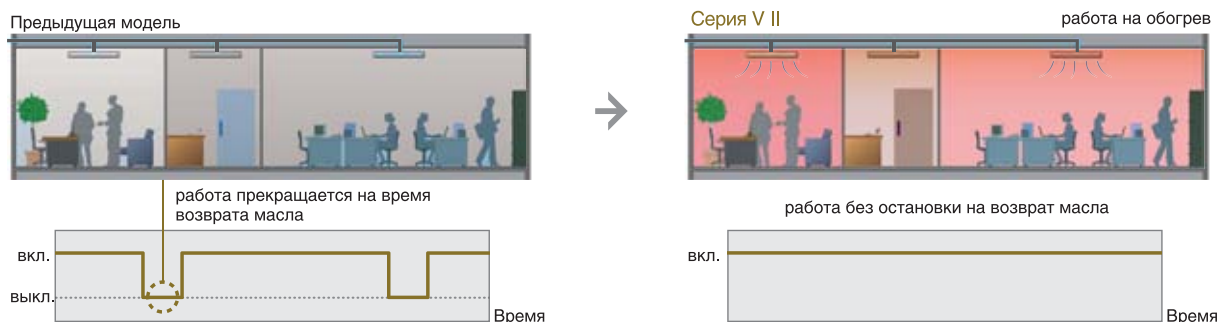 Предыдущая модель
Серия V II
работа на обогрев
работа прекращается на время
возврата масла
вкл.
выкл.
Время
работа без остановки на возврат масла
вкл.
Время